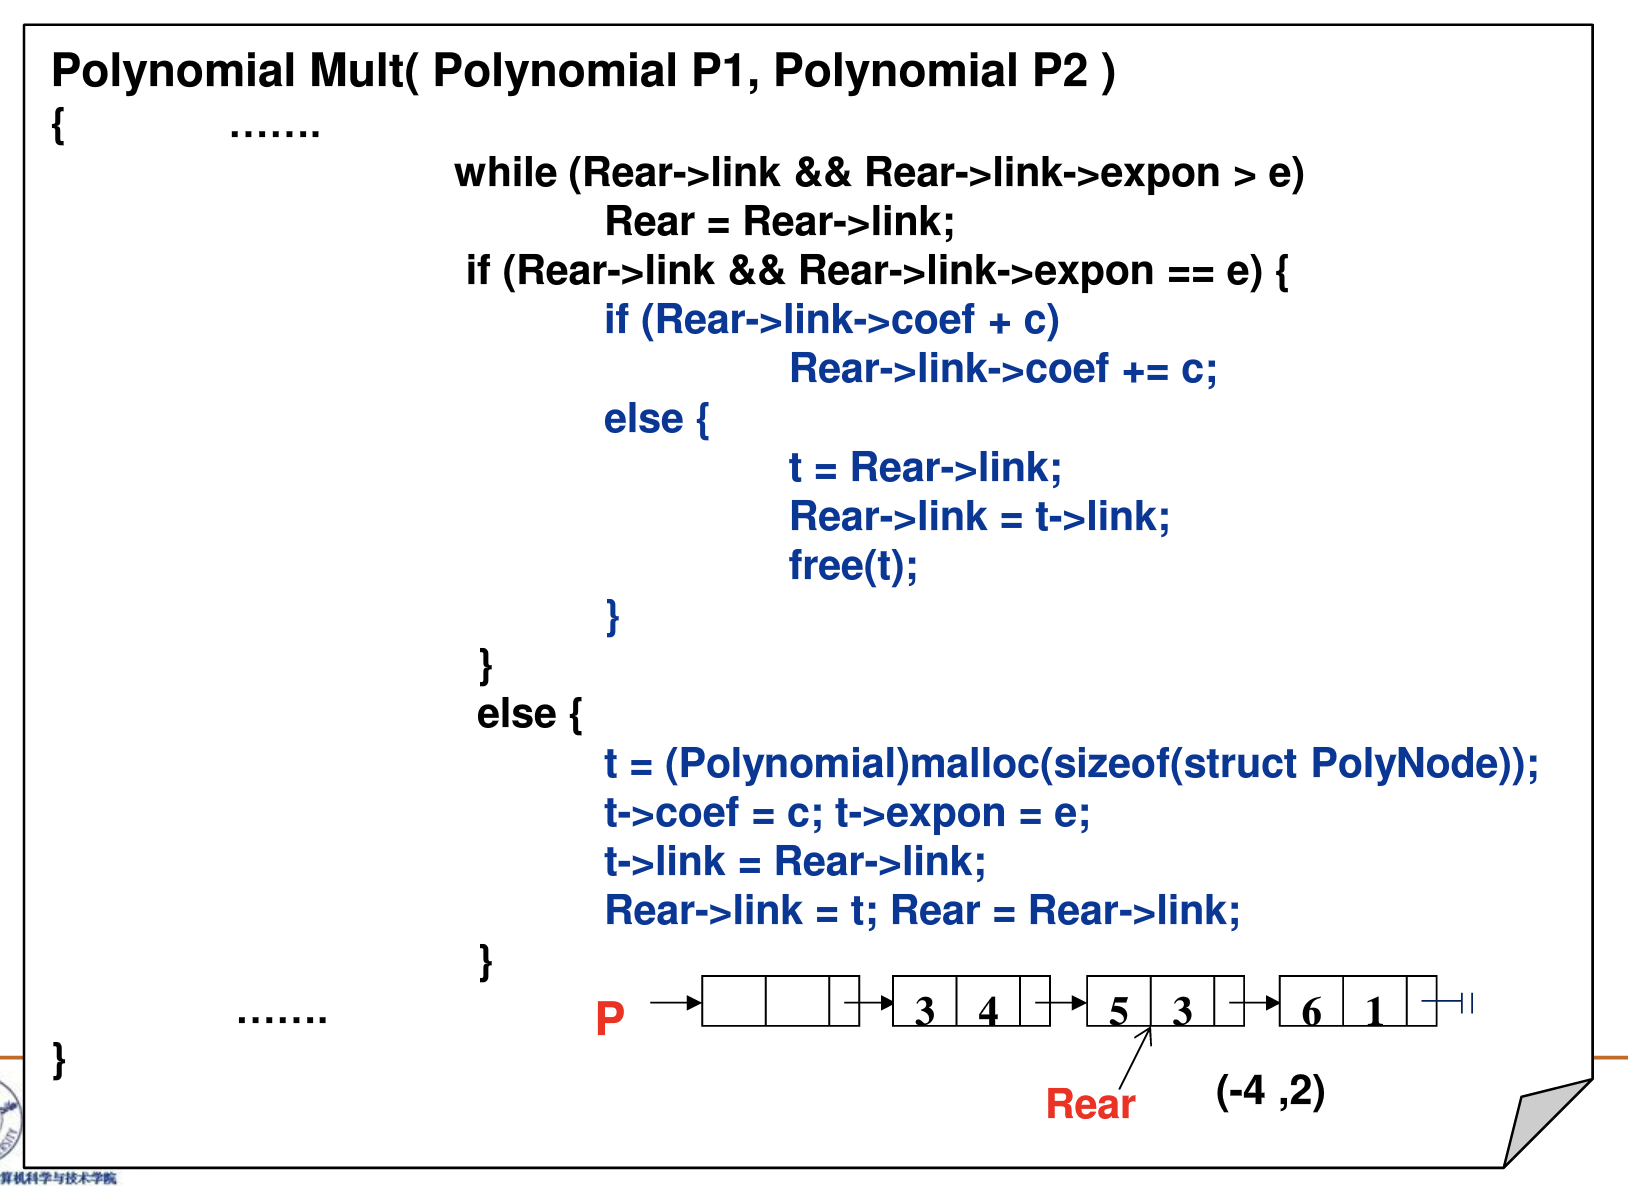 Polynomial Mult( Polynomial P1, Polynomial P2 )
{ …….
while (Rear->link && Rear->link->expon > e)
Rear = Rear->link;
if (Rear->link && Rear->link->expon == e) {
if (Rear->link->coef + c)
Rear->link->coef += c;
else {
t = Rear->link;
Rear->link = t->link;
free(t);
}
}
else {
t = (Polynomial)malloc(sizeof(struct PolyNode));
t->coef = c; t->expon = e;
t->link = Rear->link;
Rear->link = t; Rear = Rear->link;
}
…….
P 3 4 5 3 6 1
}
Rear (-4 ,2)
算机科学与技术学院